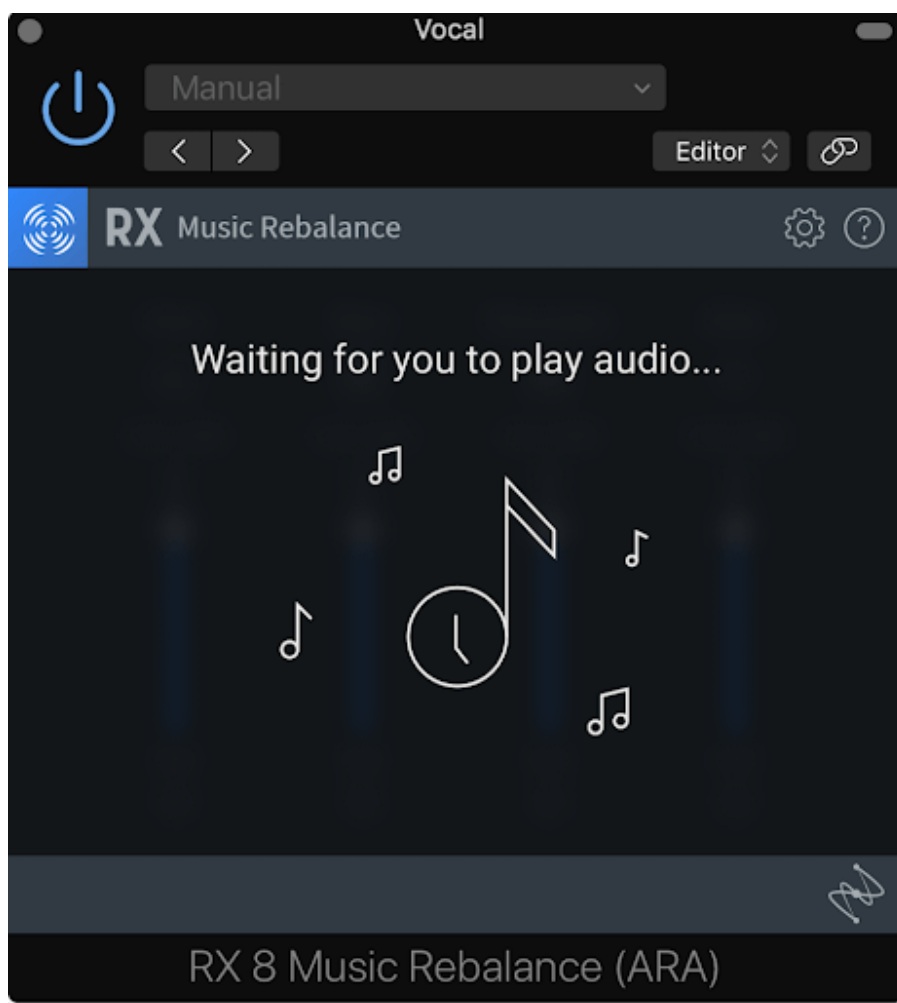 Vocal
Manual
Editor
RX Music Rebalance
Waiting for you to play audio...
RX 8 Music Rebalance (ARA)